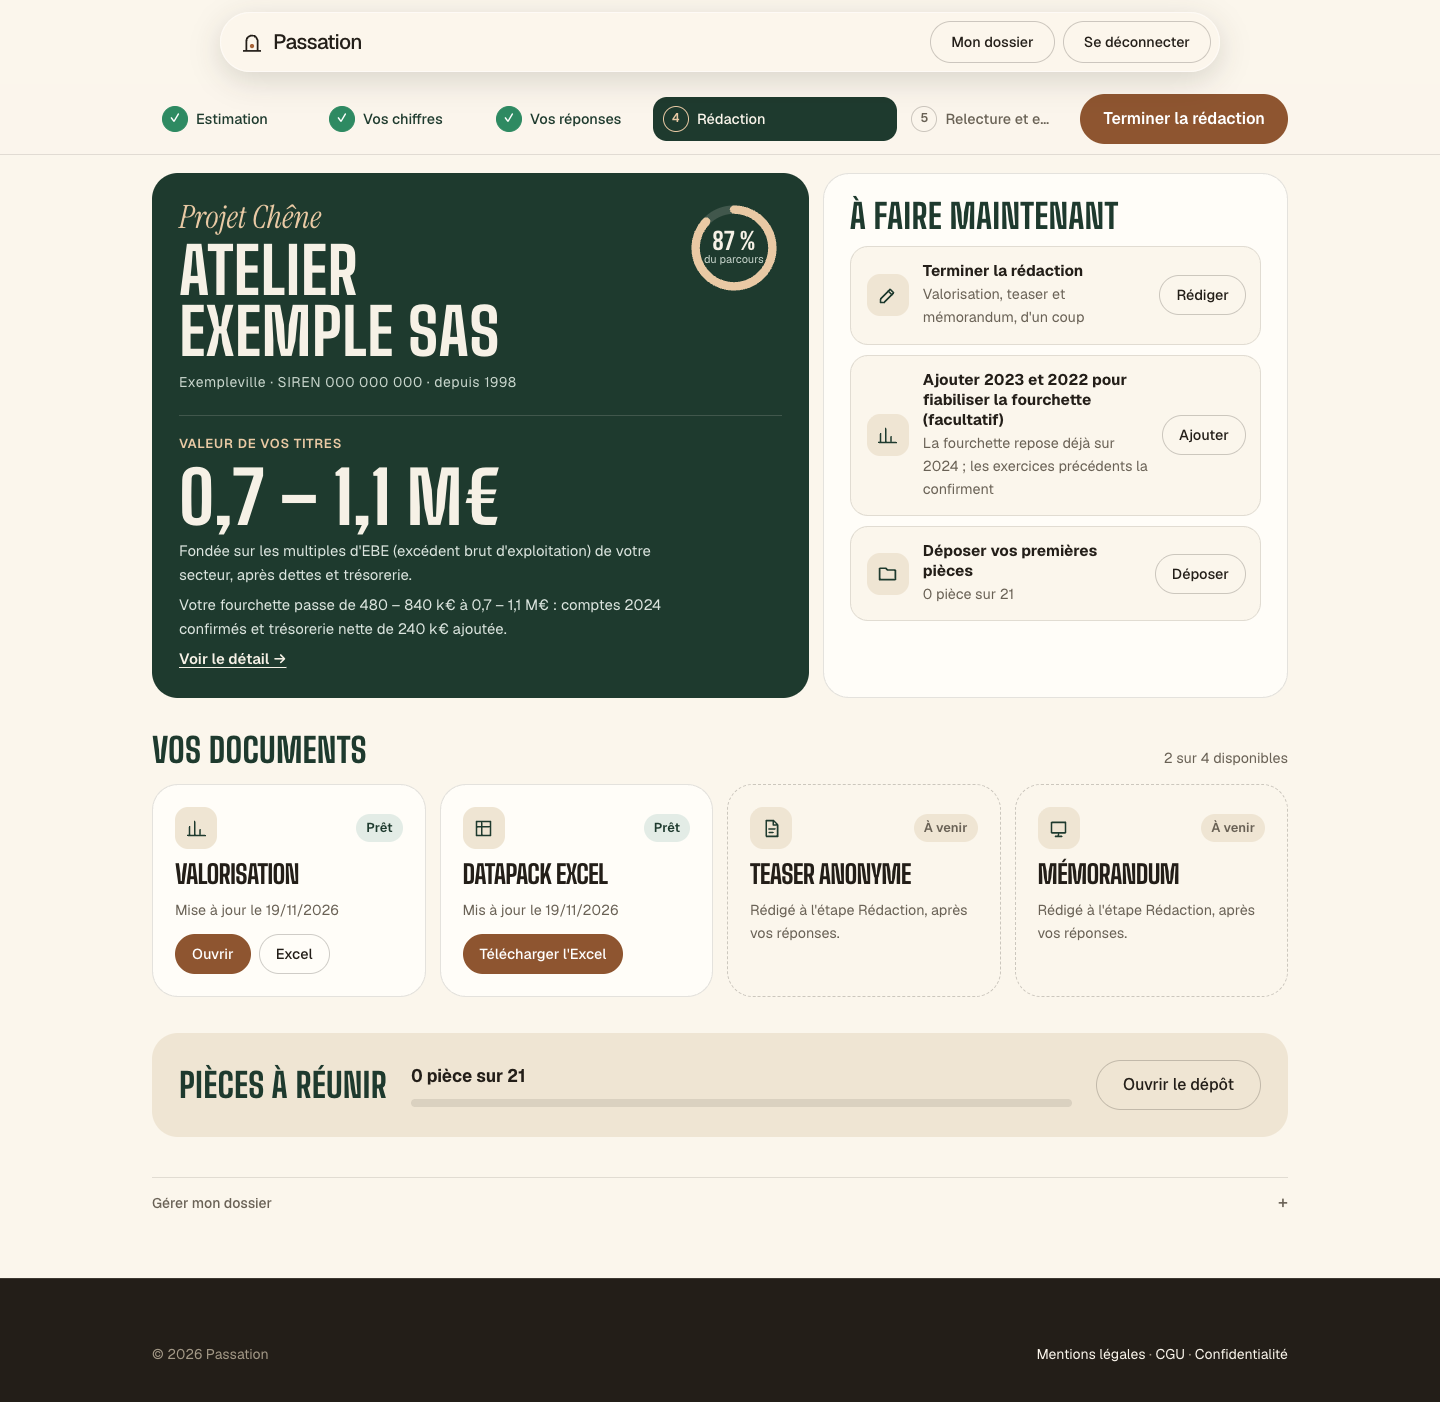 Passation
Mon dossier
Se déconnecter
Estimation
Vos chiffres
Vos réponses
4 Rédaction
5 Relecture et e...
Terminer la rédaction
Projet Chêne
ATELIER
EXEMPLE SAS
87 %
du parcours
Exempleville · SIREN 000 000 000 · depuis 1998
VALEUR DE VOS TITRES
0,7 – 1,1 M€
Fondée sur les multiples d'EBE (excédent brut d'exploitation) de votre
secteur, après dettes et trésorerie.
Votre fourchette passe de 480 – 840 k€ à 0,7 – 1,1 M€ : comptes 2024
confirmés et trésorerie nette de 240 k€ ajoutée.
Voir le détail →
À FAIRE MAINTENANT
Terminer la rédaction
Valorisation, teaser et
mémorandum, d'un coup
Rédiger
Ajouter 2023 et 2022 pour
fiabiliser la fourchette
(facultatif)
La fourchette repose déjà sur
2024 ; les exercices précédents la
confirment
Ajouter
Déposer vos premières
pièces
0 pièce sur 21
Déposer
VOS DOCUMENTS
2 sur 4 disponibles
Prêt
VALORISATION
Mise à jour le 19/11/2026
Ouvrir
Excel
Prêt
DATAPACK EXCEL
Mis à jour le 19/11/2026
Télécharger l'Excel
À venir
TEASER ANONYME
Rédigé à l'étape Rédaction, après
vos réponses.
À venir
MÉMORANDUM
Rédigé à l'étape Rédaction, après
vos réponses.
PIÈCES À RÉUNIR
0 pièce sur 21
Ouvrir le dépôt
Gérer mon dossier
+
© 2026 Passation
Mentions légales · CGU · Confidentialité